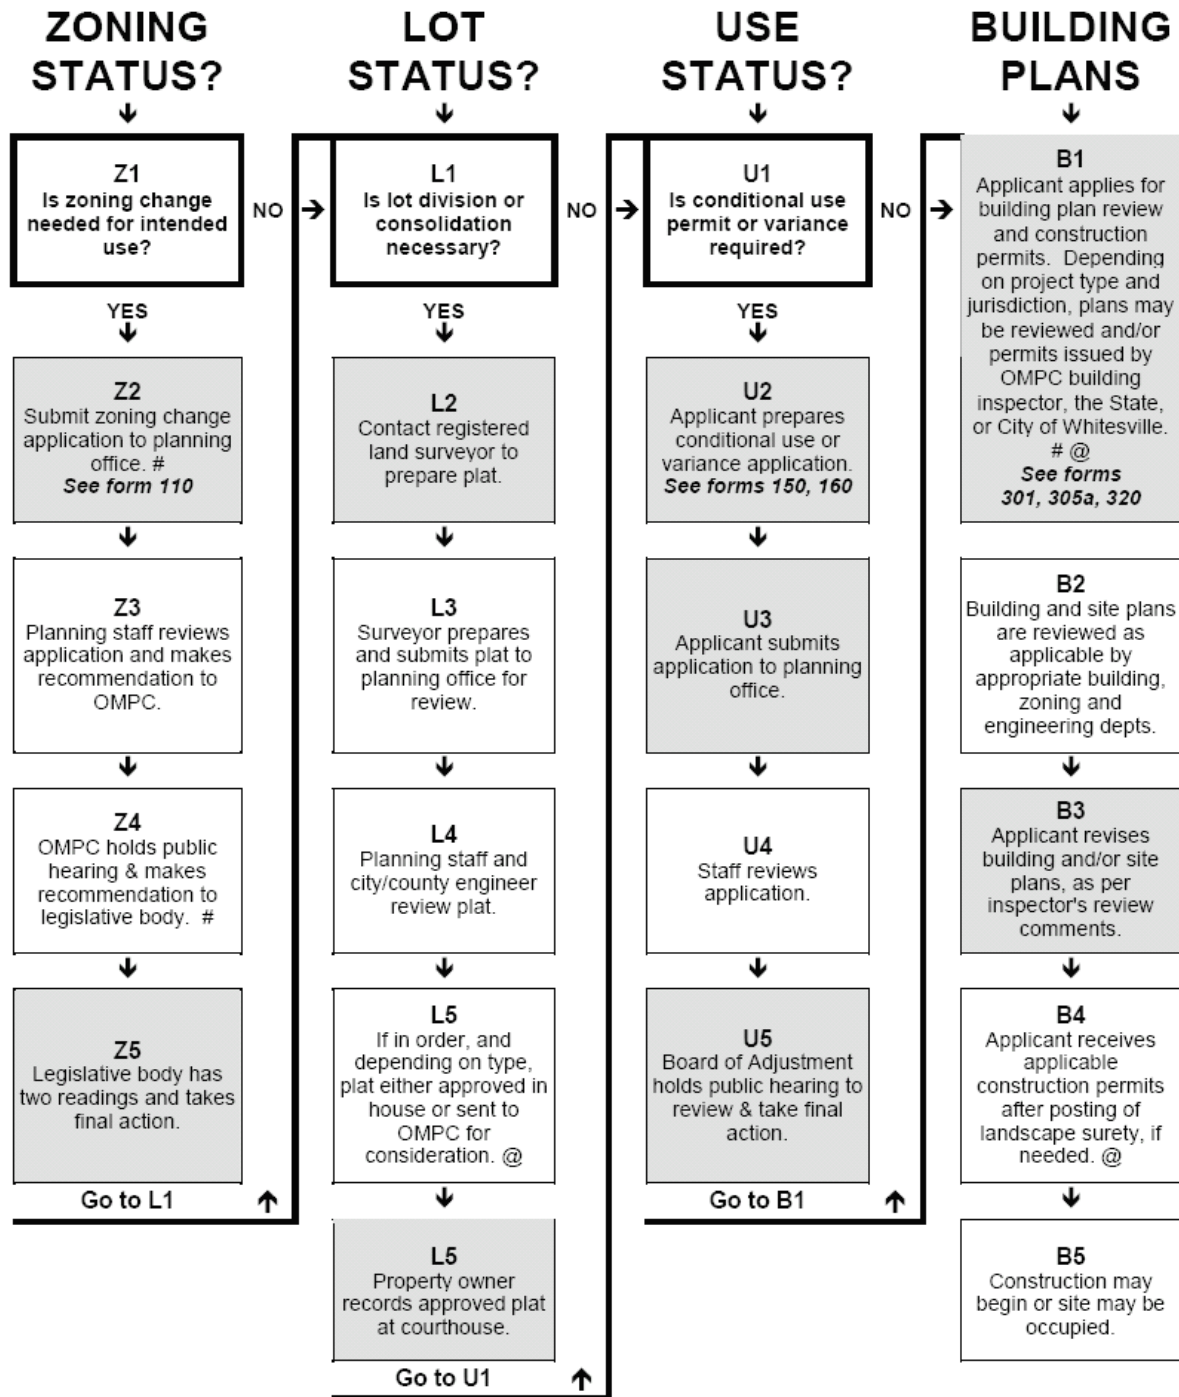 ZONING
STATUS?
Z1
Is zoning change
needed for intended
use?
NO
YES
Z2
Submit zoning change
application to planning
office. #
See form 110
Z3
Planning staff reviews
application and makes
recommendation to
OMPC.
Z4
OMPC holds public
hearing & makes
recommendation to
legislative body. #
Z5
Legislative body has
two readings and takes
final action.
Go to L1
LOT
STATUS?
L1
Is lot division or
consolidation
necessary?
NO
YES
L2
Contact registered
land surveyor to
prepare plat.
L3
Surveyor prepares
and submits plat to
planning office for
review.
L4
Planning staff and
city/county engineer
review plat.
L5
If in order, and
depending on type,
plat either approved in
house or sent to
OMPC for
consideration. @
L5
Property owner
records approved plat
at courthouse.
Go to U1
USE
STATUS?
U1
Is conditional use
permit or variance
required?
NO
YES
U2
Applicant prepares
conditional use or
variance application.
See forms 150, 160
U3
Applicant submits
application to planning
office.
U4
Staff reviews
application.
U5
Board of Adjustment
holds public hearing to
review & take final
action.
Go to B1
BUILDING
PLANS
B1
Applicant applies for
building plan review
and construction
permits. Depending
on project type and
jurisdiction, plans may
be reviewed and/or
permits issued by
OMPC building
inspector, the State,
or City of Whitesville.
# @
See forms
301, 305a, 320
B2
Building and site plans
are reviewed as
applicable by
appropriate building,
zoning and
engineering depts.
B3
Applicant revises
building and/or site
plans, as per
inspector's review
comments.
B4
Applicant receives
applicable
construction permits
after posting of
landscape surety, if
needed. @
B5
Construction may
begin or site may be
occupied.